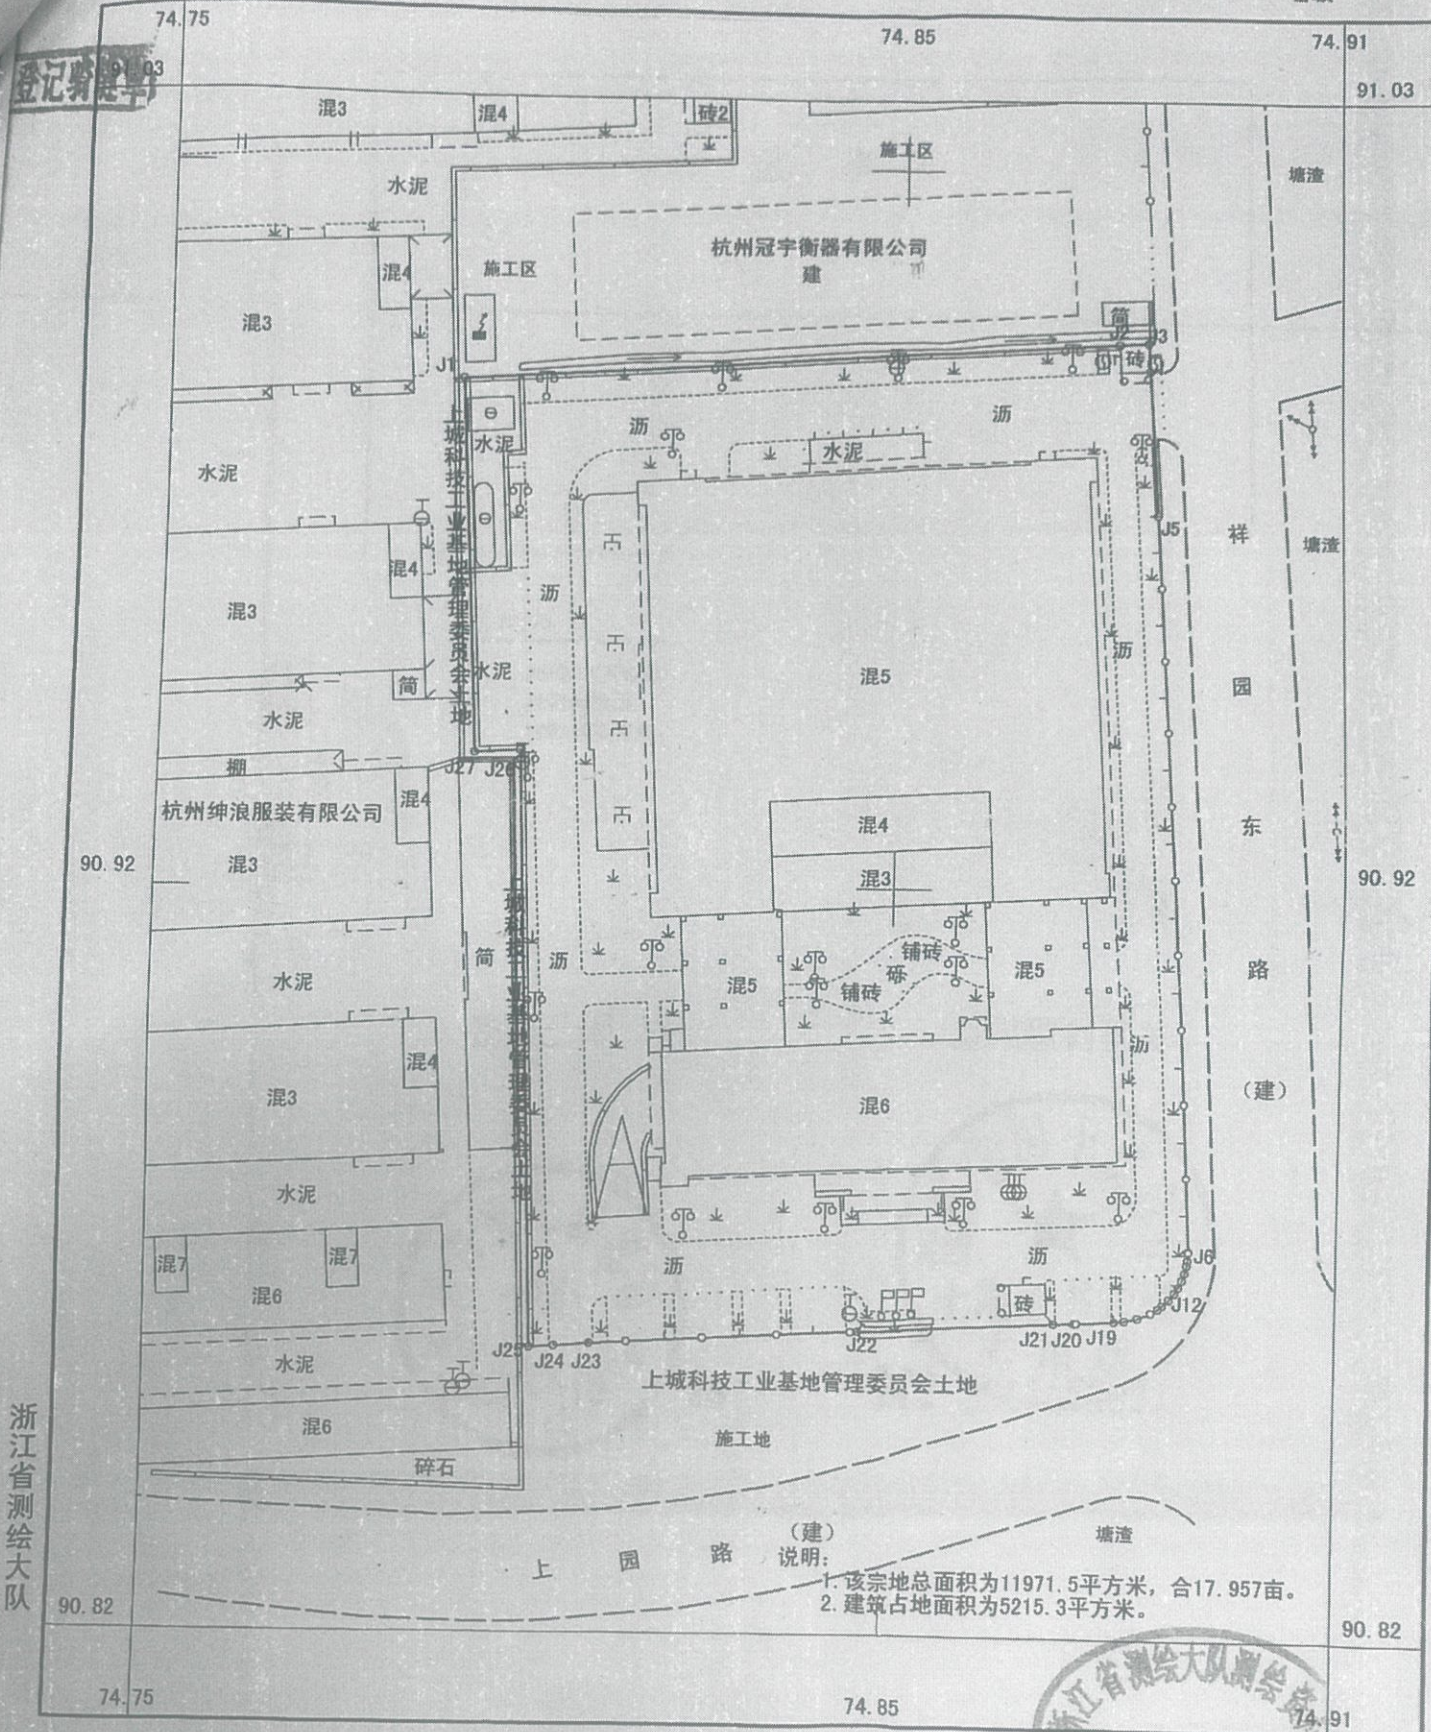 74.75
74.85
74.91
登记骑缝章
91.03
91.03
混3
混4
砖2
施工区
塘渣
水泥
杭州冠宇衡器有限公司
建
混4
施工区
混3
简
J2
J3
J1
砖
沥
沥
水泥
水泥
水泥
上城科技工业基地管理委员会土地
J5
祥园东路
(建)
塘渣
混4
沥
混3
沥
混5
水泥
简
水泥
棚
J27
J26
杭州绅浪服装有限公司
混4
混4
90.92
混3
混3
90.92
上城科技工业基地管理委员会土地
简
沥
铺砖
砾
混5
铺砖
混5
水泥
沥
混4
混3
混6
水泥
混7
混7
沥
沥
J6
混6
砖
J12
J25
J24
J23
J22
J21
J20
J19
水泥
上城科技工业基地管理委员会土地
混6
施工地
碎石
浙江省测绘大队
上园路
(建)
塘渣
说明:
1. 该宗地总面积为11971.5平方米，合17.957亩。
2. 建筑占地面积为5215.3平方米。
90.82
90.82
浙江省测绘大队测绘资
74.75
74.85
74.91